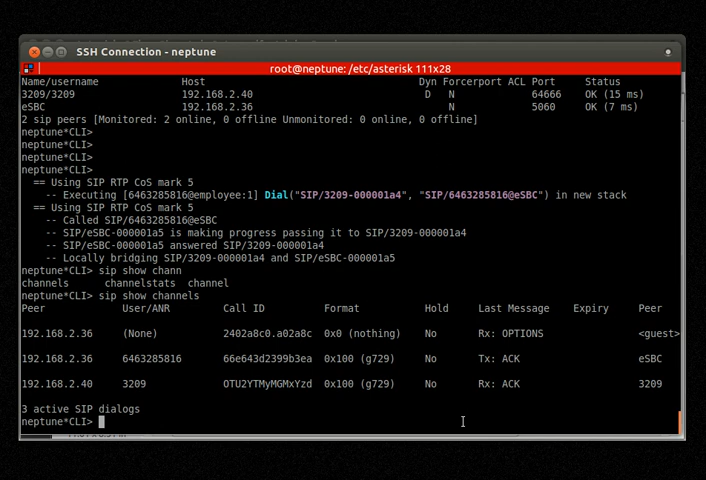 SSH Connection - neptune
root@neptune: /etc/asterisk 111x28
Name/username Host Dyn Forcerport ACL Port Status
3209/3209 192.168.2.40 D N 64666 OK (15 ms)
eSBC 192.168.2.36 N 5060 OK (7 ms)
2 sip peers [Monitored: 2 online, 0 offline Unmonitored: 0 online, 0 offline]
neptune*CLI>
neptune*CLI>
neptune*CLI>
neptune*CLI>
== Using SIP RTP CoS mark 5
-- Executing [6463285816@employee:1] Dial("SIP/3209-000001a4", "SIP/6463285816@eSBC") in new stack
== Using SIP RTP CoS mark 5
-- Called SIP/6463285816@eSBC
-- SIP/eSBC-000001a5 is making progress passing it to SIP/3209-000001a4
-- SIP/eSBC-000001a5 answered SIP/3209-000001a4
-- Locally bridging SIP/3209-000001a4 and SIP/eSBC-000001a5
neptune*CLI> sip show chann
channels channelstats channel
neptune*CLI> sip show channels
Peer User/ANR Call ID Format Hold Last Message Expiry Peer
192.168.2.36 (None) 2402a8c0.a02a8c 0x0 (nothing) No Rx: OPTIONS <guest>
192.168.2.36 6463285816 66e643d2399b3ea 0x100 (g729) No Tx: ACK eSBC
192.168.2.40 3209 OTU2YTMyMGMxYzd 0x100 (g729) No Rx: ACK 3209
3 active SIP dialogs
neptune*CLI>